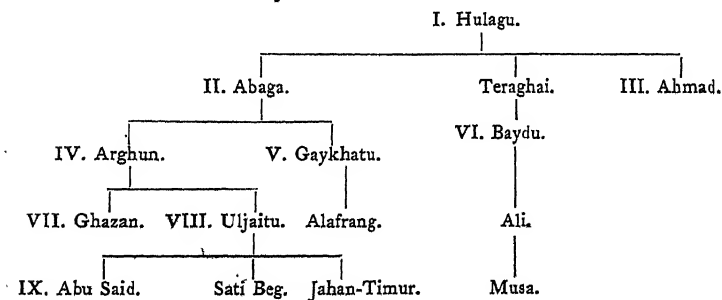 I. Hulagu.
II. Abaga. Teraghai. III. Ahmad.
IV. Arghun. V. Gaykhatu. VI. Baydu.
VII. Ghazan. VIII. Uljaitu. Alafrang. Ali.
IX. Abu Said. Sati Beg. Jahan-Timur. Musa.